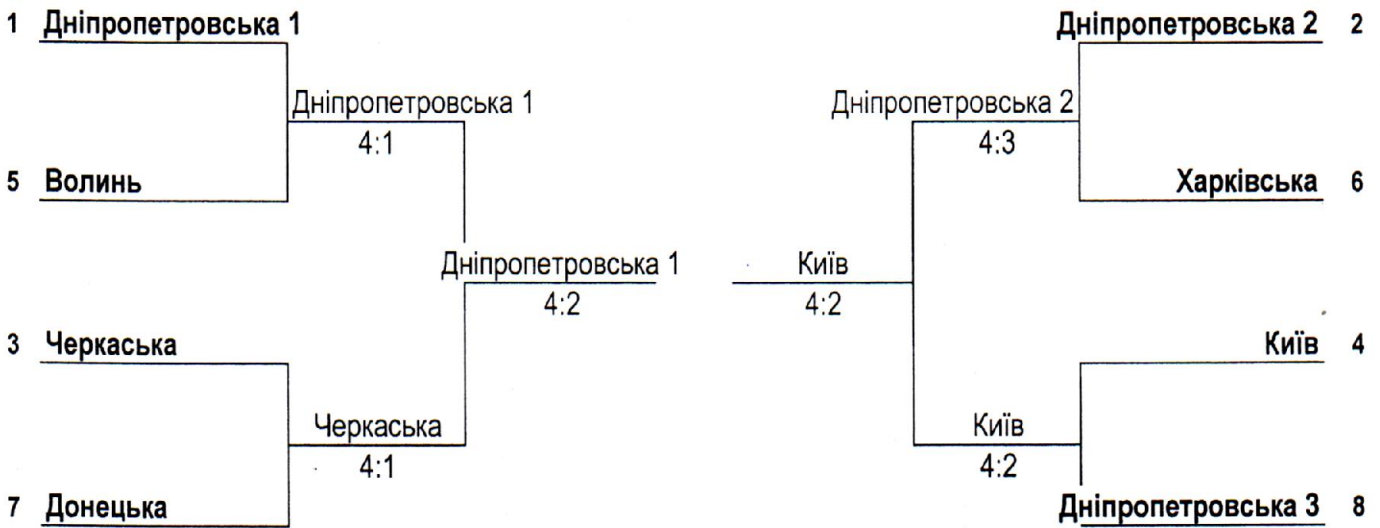 1 Дніпропетровська 1
Дніпропетровська 2 2
Дніпропетровська 1
4:1
Дніпропетровська 2
4:3
5 Волинь
Харківська 6
Дніпропетровська 1
4:2
Київ
4:2
3 Черкаська
Київ 4
Черкаська
4:1
Київ
4:2
7 Донецька
Дніпропетровська 3 8